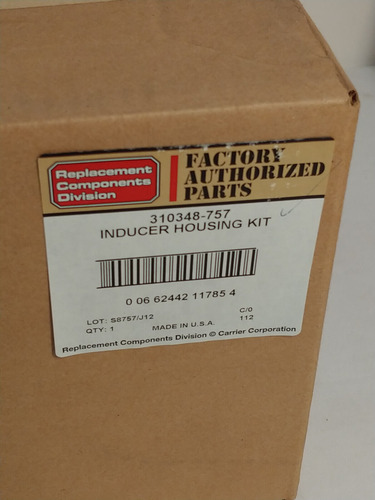 Replacement
Components
Division
FACTORY
AUTHORIZED
PARTS
310348-757
INDUCER HOUSING KIT
0 06 62442 11785 4
LOT: S8757/J12
C/0
QTY: 1
MADE IN U.S.A.
112
Replacement Components Division © Carrier Corporation